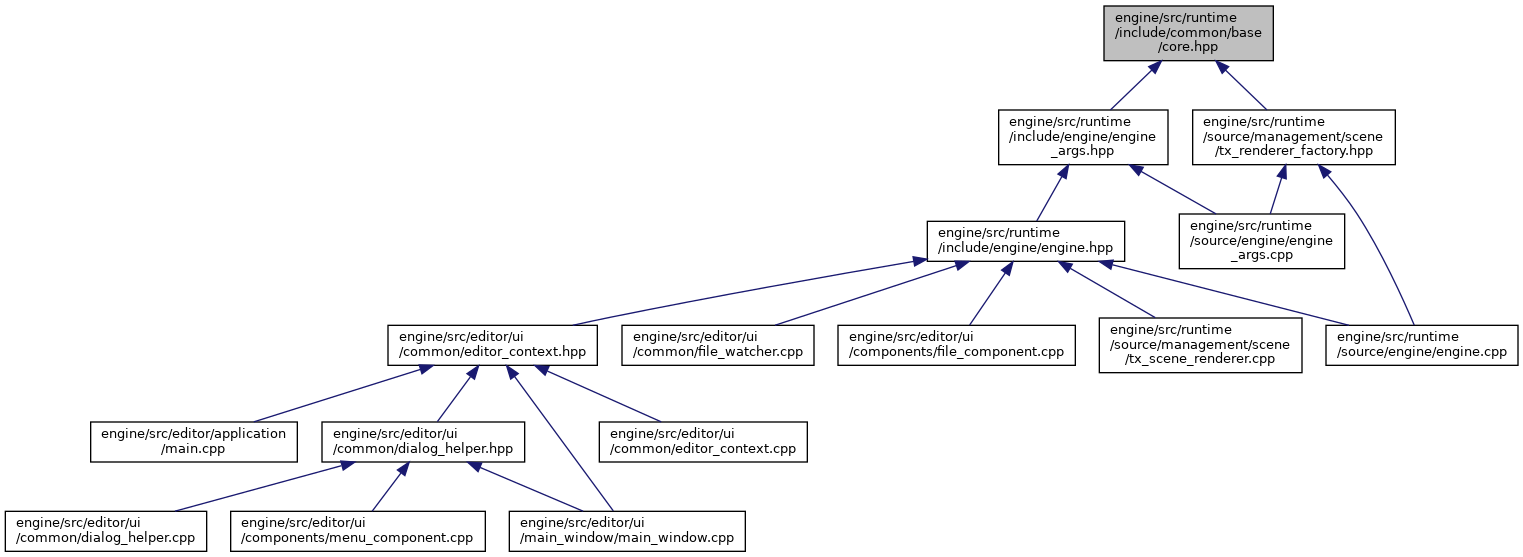 engine/src/runtime
/include/common/base
/core.hpp
engine/src/runtime
/include/engine/engine
_args.hpp
engine/src/runtime
/source/management/scene
/tx_renderer_factory.hpp
engine/src/runtime
/include/engine/engine.hpp
engine/src/runtime
/source/engine/engine
_args.cpp
engine/src/editor/ui
/common/editor_context.hpp
engine/src/editor/ui
/common/file_watcher.cpp
engine/src/editor/ui
/components/file_component.cpp
engine/src/runtime
/source/management/scene
/tx_scene_renderer.cpp
engine/src/runtime
/source/engine/engine.cpp
engine/src/editor/application
/main.cpp
engine/src/editor/ui
/common/dialog_helper.hpp
engine/src/editor/ui
/common/editor_context.cpp
engine/src/editor/ui
/common/dialog_helper.cpp
engine/src/editor/ui
/components/menu_component.cpp
engine/src/editor/ui
/main_window/main_window.cpp